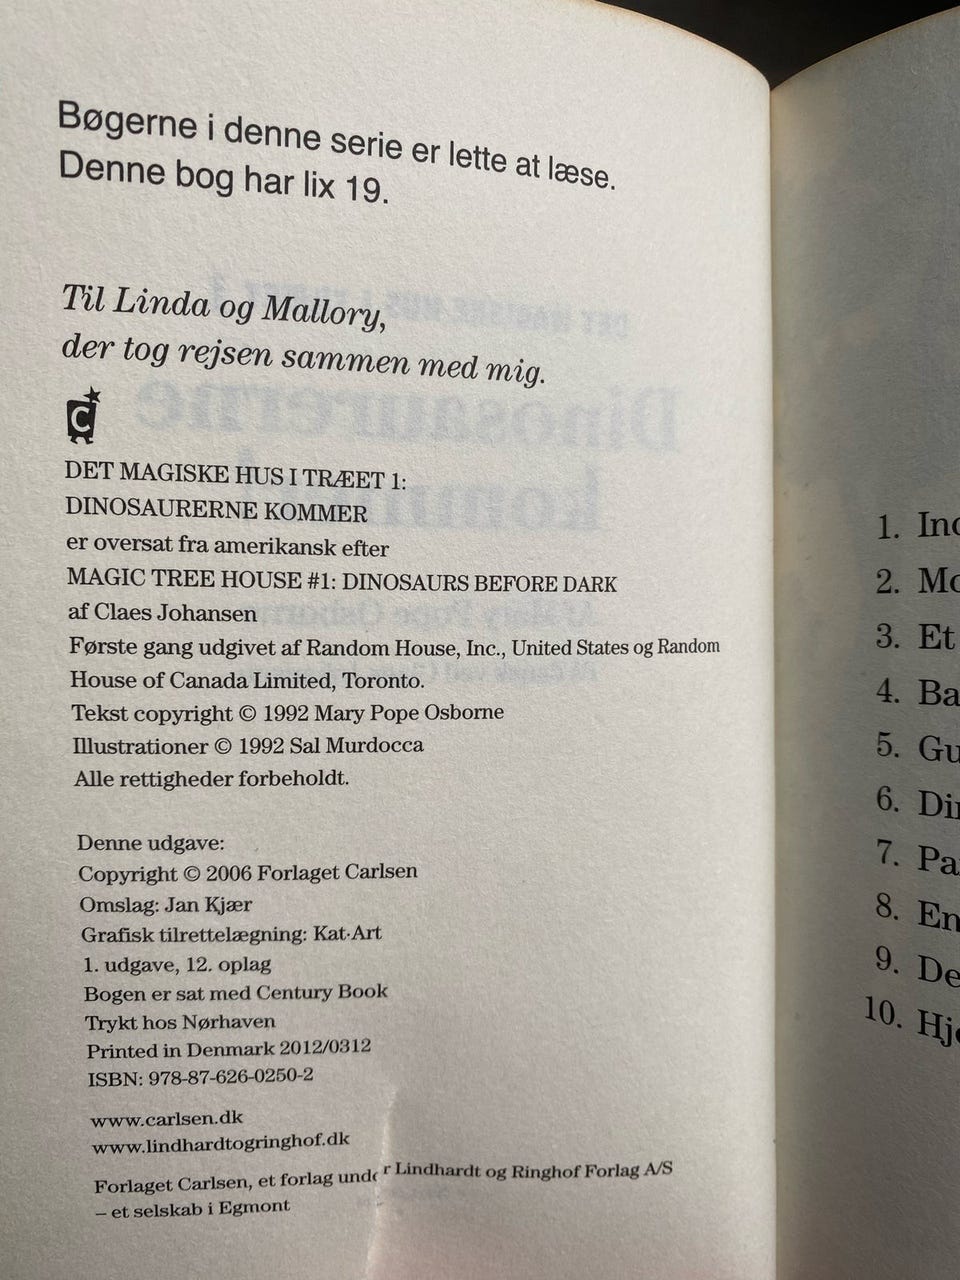 Bøgerne i denne serie er lette at læse.
Denne bog har lix 19.
Til Linda og Mallory,
der tog rejsen sammen med mig.
C
DET MAGISKE HUS I TRÆET 1:
DINOSAURERNE KOMMER
er oversat fra amerikansk efter
MAGIC TREE HOUSE #1: DINOSAURS BEFORE DARK
af Claes Johansen
Første gang udgivet af Random House, Inc., United States og Random
House of Canada Limited, Toronto.
Tekst copyright © 1992 Mary Pope Osborne
Illustrationer © 1992 Sal Murdocca
Alle rettigheder forbeholdt.
Denne udgave:
Copyright © 2006 Forlaget Carlsen
Omslag: Jan Kjær
Grafisk tilrettelægning: Kat·Art
1. udgave, 12. oplag
Bogen er sat med Century Book
Trykt hos Nørhaven
Printed in Denmark 2012/0312
ISBN: 978-87-626-0250-2
www.carlsen.dk
www.lindhardtogringhof.dk
Forlaget Carlsen, et forlag under Lindhardt og Ringhof Forlag A/S
– et selskab i Egmont
1.
2.
3. Et
4.
5.
6.
7.
8.
9.
10.